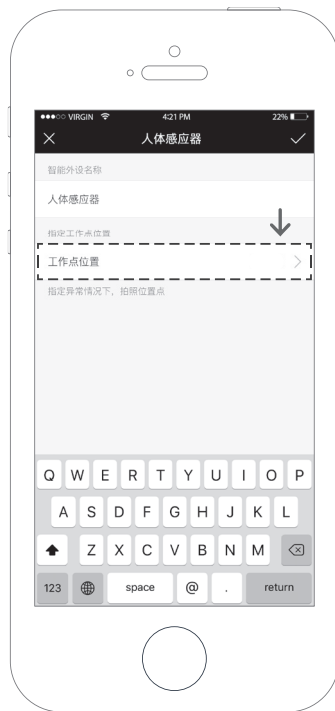 VIRGIN 4:21 PM 22%
人体感应器
智能外设名称
人体感应器
指定工作点位置
工作点位置
指定异常情况下，拍照位置点
Q W E R T Y U I O P
A S D F G H J K L
Z X C V B N M
123 space @ . return